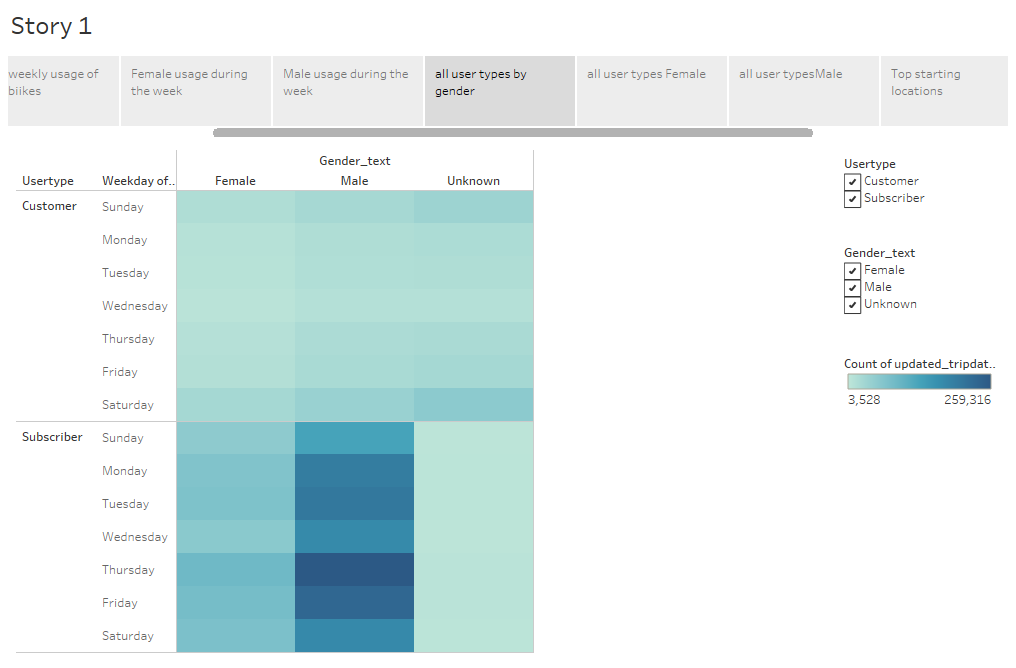 Story 1
weekly usage of
biikes
Female usage during
the week
Male usage during the
week
all user types by
gender
all user types Female
all user typesMale
Top starting
locations
Gender_text
Usertype Weekday of.. Female Male Unknown
Customer Sunday
Monday
Tuesday
Wednesday
Thursday
Friday
Saturday
Subscriber Sunday
Monday
Tuesday
Wednesday
Thursday
Friday
Saturday
Usertype
Customer
Subscriber
Gender_text
Female
Male
Unknown
Count of updated_tripdat..
3,528 259,316